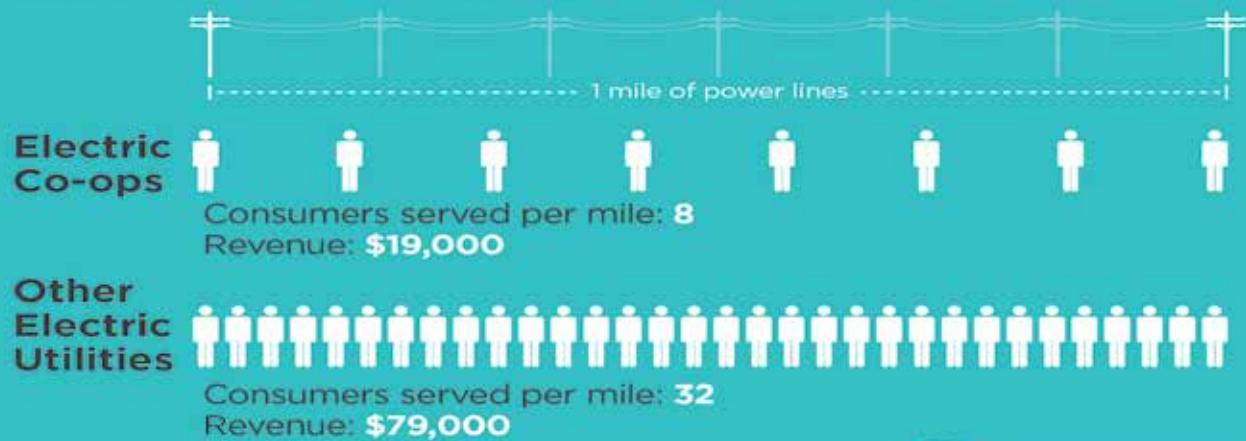 1 mile of power lines
Electric
Co-ops
Consumers served per mile: 8
Revenue: $19,000
Other
Electric
Utilities
Consumers served per mile: 32
Revenue: $79,000